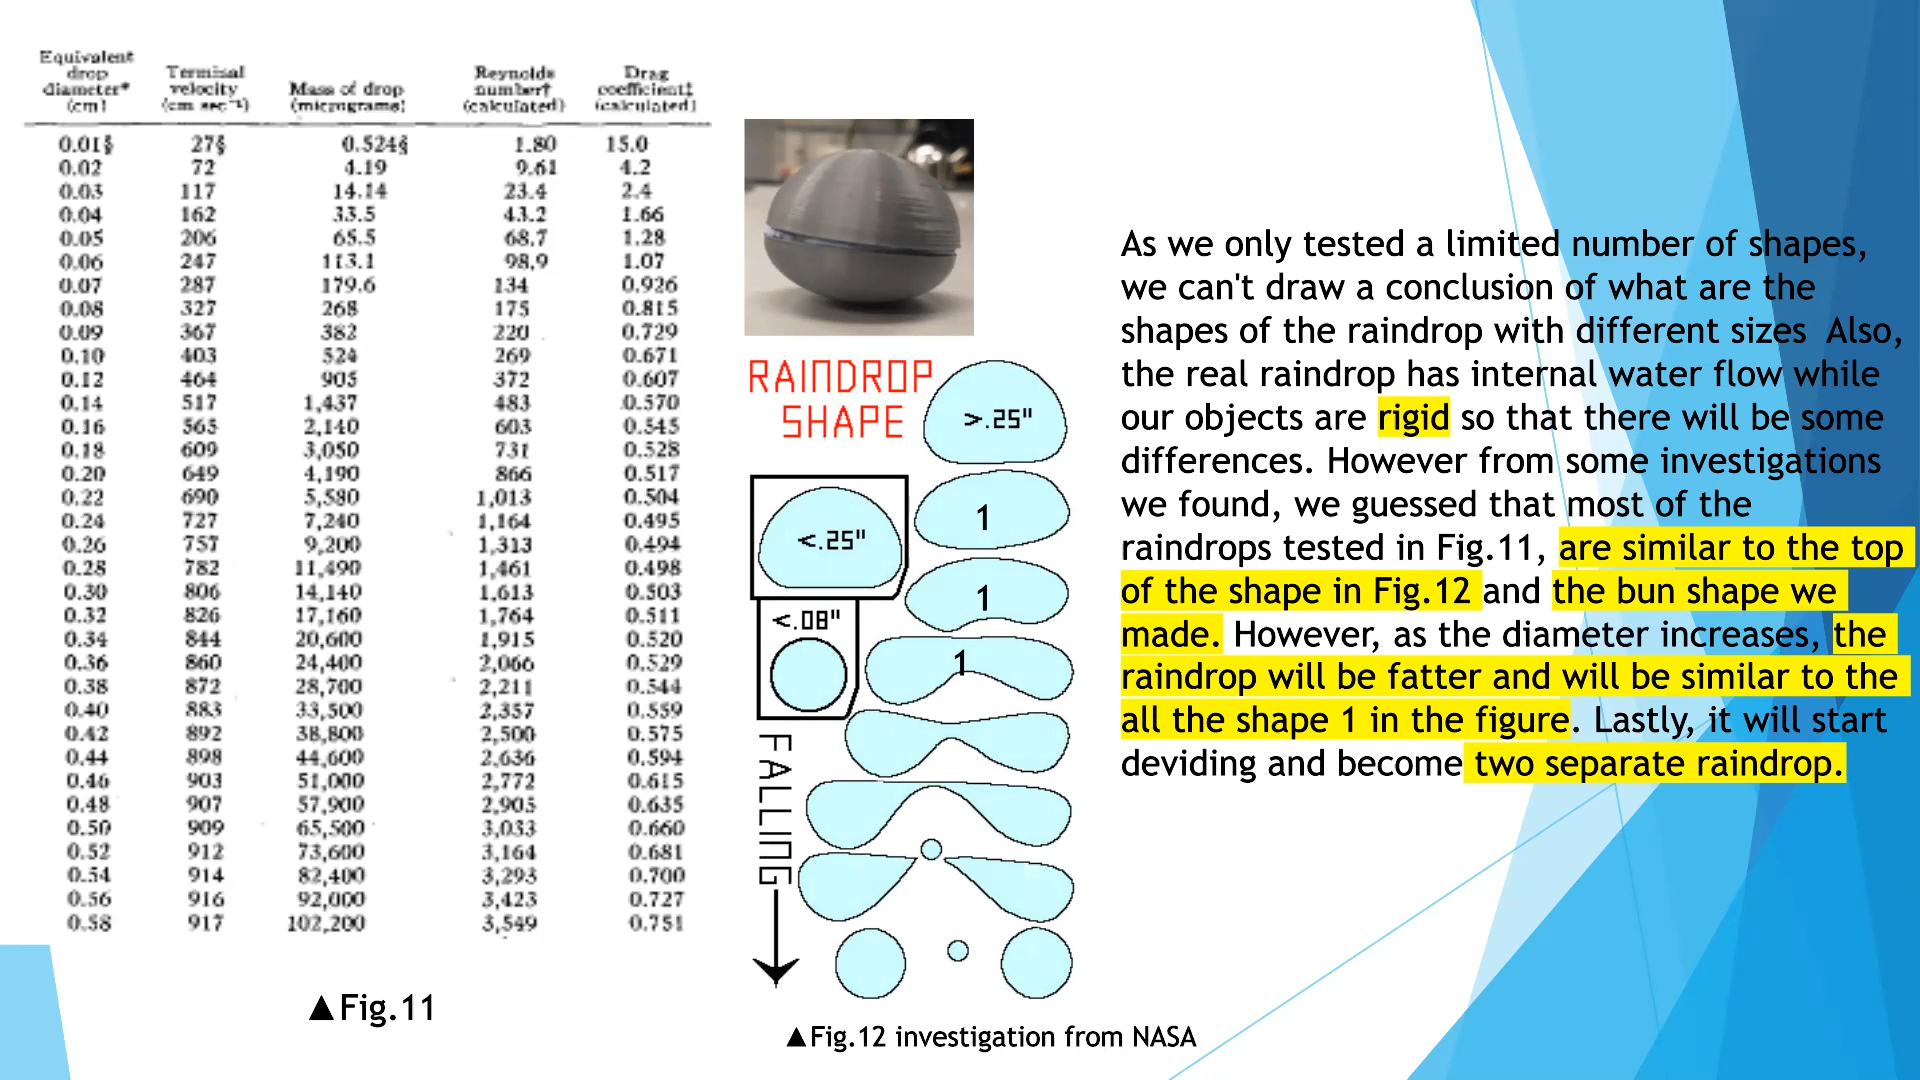 Equivalent drop diameter* (cm) Terminal velocity (cm sec⁻¹) Mass of drop (micrograms) Reynolds number† (calculated) Drag coefficient‡ (calculated)
0.01§ 27§ 0.524§ 1.80 15.0
0.02 72 4.19 9.61 4.2
0.03 117 14.14 23.4 2.4
0.04 162 33.5 43.2 1.66
0.05 206 65.5 68.7 1.28
0.06 247 113.1 98.9 1.07
0.07 287 179.6 134 0.926
0.08 327 268 175 0.815
0.09 367 382 220 0.729
0.10 403 524 269 0.671
0.12 464 905 372 0.607
0.14 517 1,437 483 0.570
0.16 565 2,140 603 0.545
0.18 609 3,050 731 0.528
0.20 649 4,190 866 0.517
0.22 690 5,580 1,013 0.504
0.24 727 7,240 1,164 0.495
0.26 757 9,200 1,313 0.494
0.28 782 11,490 1,461 0.498
0.30 806 14,140 1,613 0.503
0.32 826 17,160 1,764 0.511
0.34 844 20,600 1,915 0.520
0.36 860 24,400 2,066 0.529
0.38 872 28,700 2,211 0.544
0.40 883 33,500 2,357 0.559
0.42 892 38,800 2,500 0.575
0.44 898 44,600 2,636 0.594
0.46 903 51,000 2,772 0.615
0.48 907 57,900 2,905 0.635
0.50 909 65,500 3,033 0.660
0.52 912 73,600 3,164 0.681
0.54 914 82,400 3,293 0.700
0.56 916 92,000 3,423 0.727
0.58 917 102,200 3,549 0.751
▲Fig.11
RAINDROP
SHAPE
>.25"
<.25"
1
1
<.08"
1
FALLING
▲Fig.12 investigation from NASA
As we only tested a limited number of shapes,
we can't draw a conclusion of what are the
shapes of the raindrop with different sizes  Also,
the real raindrop has internal water flow while
our objects are rigid so that there will be some
differences. However from some investigations
we found, we guessed that most of the
raindrops tested in Fig.11, are similar to the top
of the shape in Fig.12 and the bun shape we
made. However, as the diameter increases, the
raindrop will be fatter and will be similar to the
all the shape 1 in the figure. Lastly, it will start
deviding and become two separate raindrop.